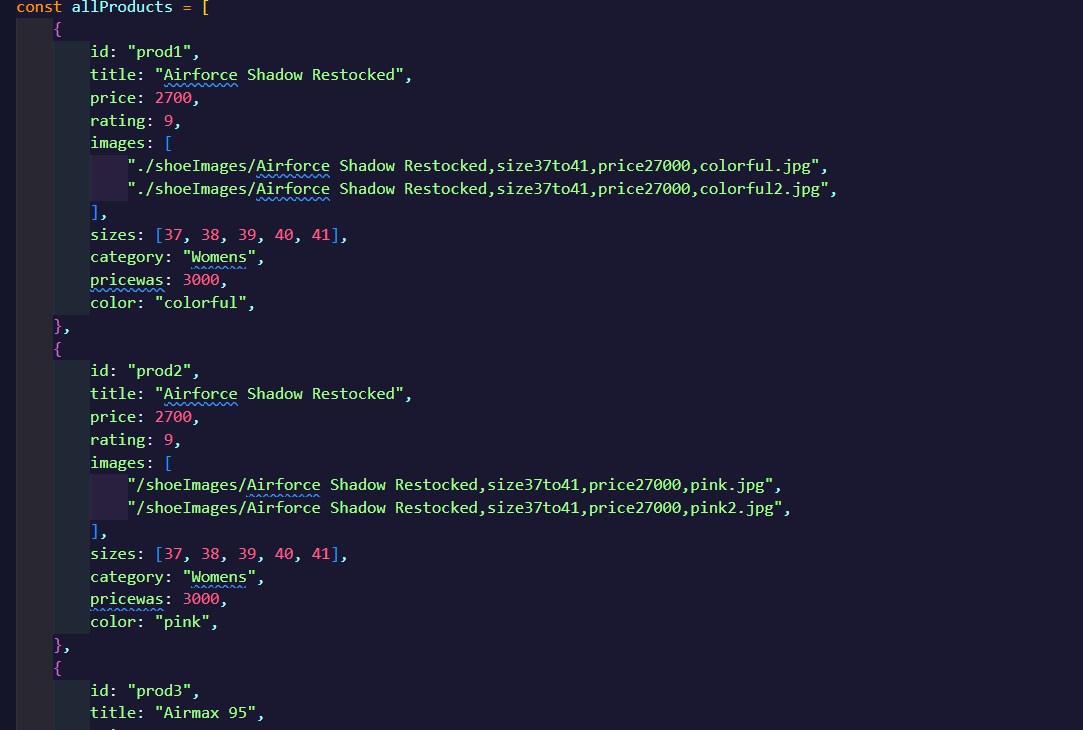 const allProducts = [
{
id: "prod1",
title: "Airforce Shadow Restocked",
price: 2700,
rating: 9,
images: [
"./shoeImages/Airforce Shadow Restocked,size37to41,price27000,colorful.jpg",
"./shoeImages/Airforce Shadow Restocked,size37to41,price27000,colorful2.jpg",
],
sizes: [37, 38, 39, 40, 41],
category: "Womens",
pricewas: 3000,
color: "colorful",
},
{
id: "prod2",
title: "Airforce Shadow Restocked",
price: 2700,
rating: 9,
images: [
"/shoeImages/Airforce Shadow Restocked,size37to41,price27000,pink.jpg",
"/shoeImages/Airforce Shadow Restocked,size37to41,price27000,pink2.jpg",
],
sizes: [37, 38, 39, 40, 41],
category: "Womens",
pricewas: 3000,
color: "pink",
},
{
id: "prod3",
title: "Airmax 95",